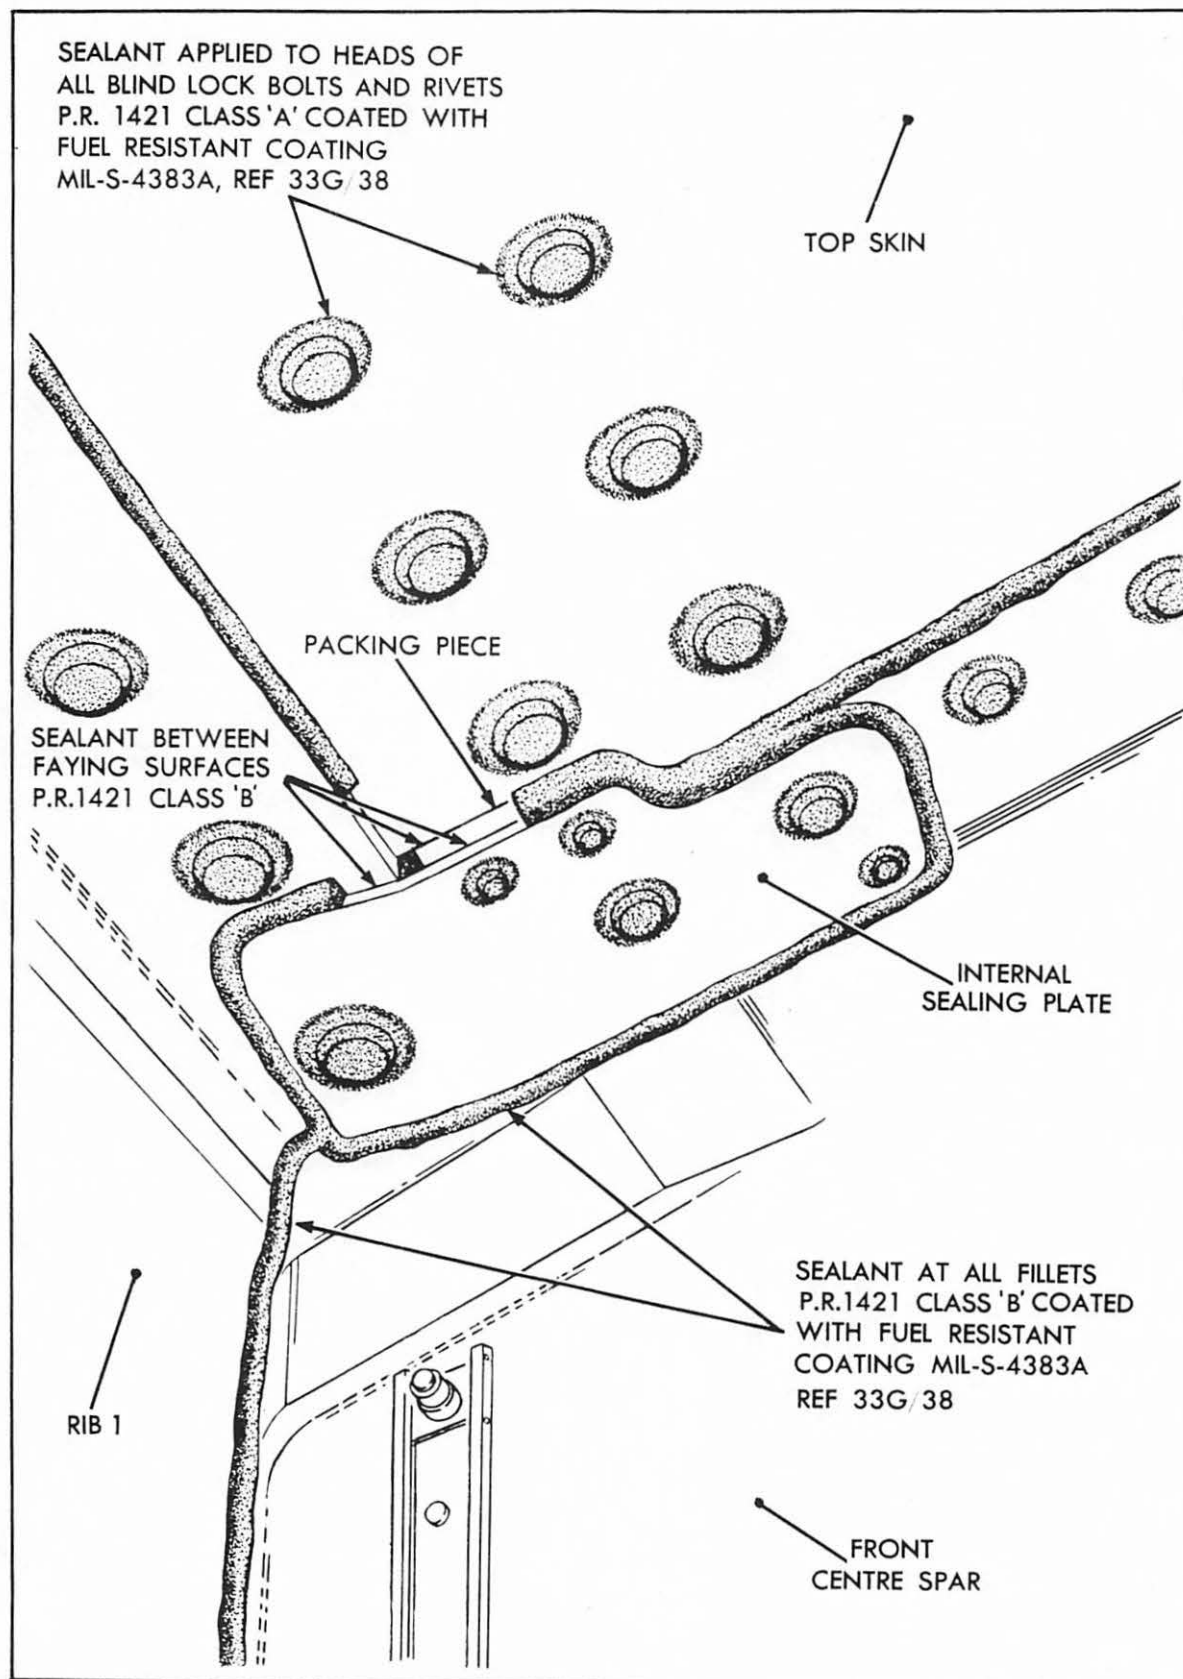 SEALANT APPLIED TO HEADS OF
ALL BLIND LOCK BOLTS AND RIVETS
P.R. 1421 CLASS 'A' COATED WITH
FUEL RESISTANT COATING
MIL-S-4383A, REF 33G/38
TOP SKIN
PACKING PIECE
SEALANT BETWEEN
FAYING SURFACES
P.R.1421 CLASS 'B'
INTERNAL
SEALING PLATE
SEALANT AT ALL FILLETS
P.R.1421 CLASS 'B' COATED
WITH FUEL RESISTANT
COATING MIL-S-4383A
REF 33G/38
RIB 1
FRONT
CENTRE SPAR